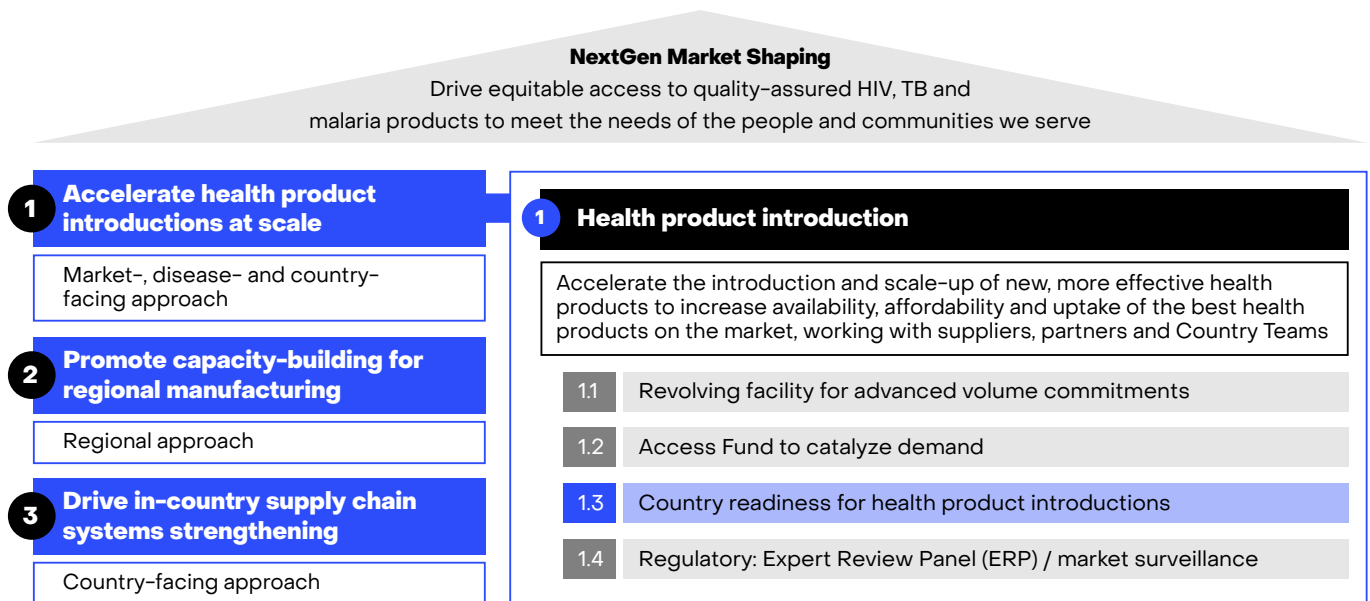 NextGen Market Shaping
Drive equitable access to quality-assured HIV, TB and
malaria products to meet the needs of the people and communities we serve
1
Accelerate health product
introductions at scale
Market-, disease- and country-
facing approach
2
Promote capacity-building for
regional manufacturing
Regional approach
3
Drive in-country supply chain
systems strengthening
Country-facing approach
1 Health product introduction
Accelerate the introduction and scale-up of new, more effective health
products to increase availability, affordability and uptake of the best health
products on the market, working with suppliers, partners and Country Teams
1.1 Revolving facility for advanced volume commitments
1.2 Access Fund to catalyze demand
1.3 Country readiness for health product introductions
1.4 Regulatory: Expert Review Panel (ERP) / market surveillance